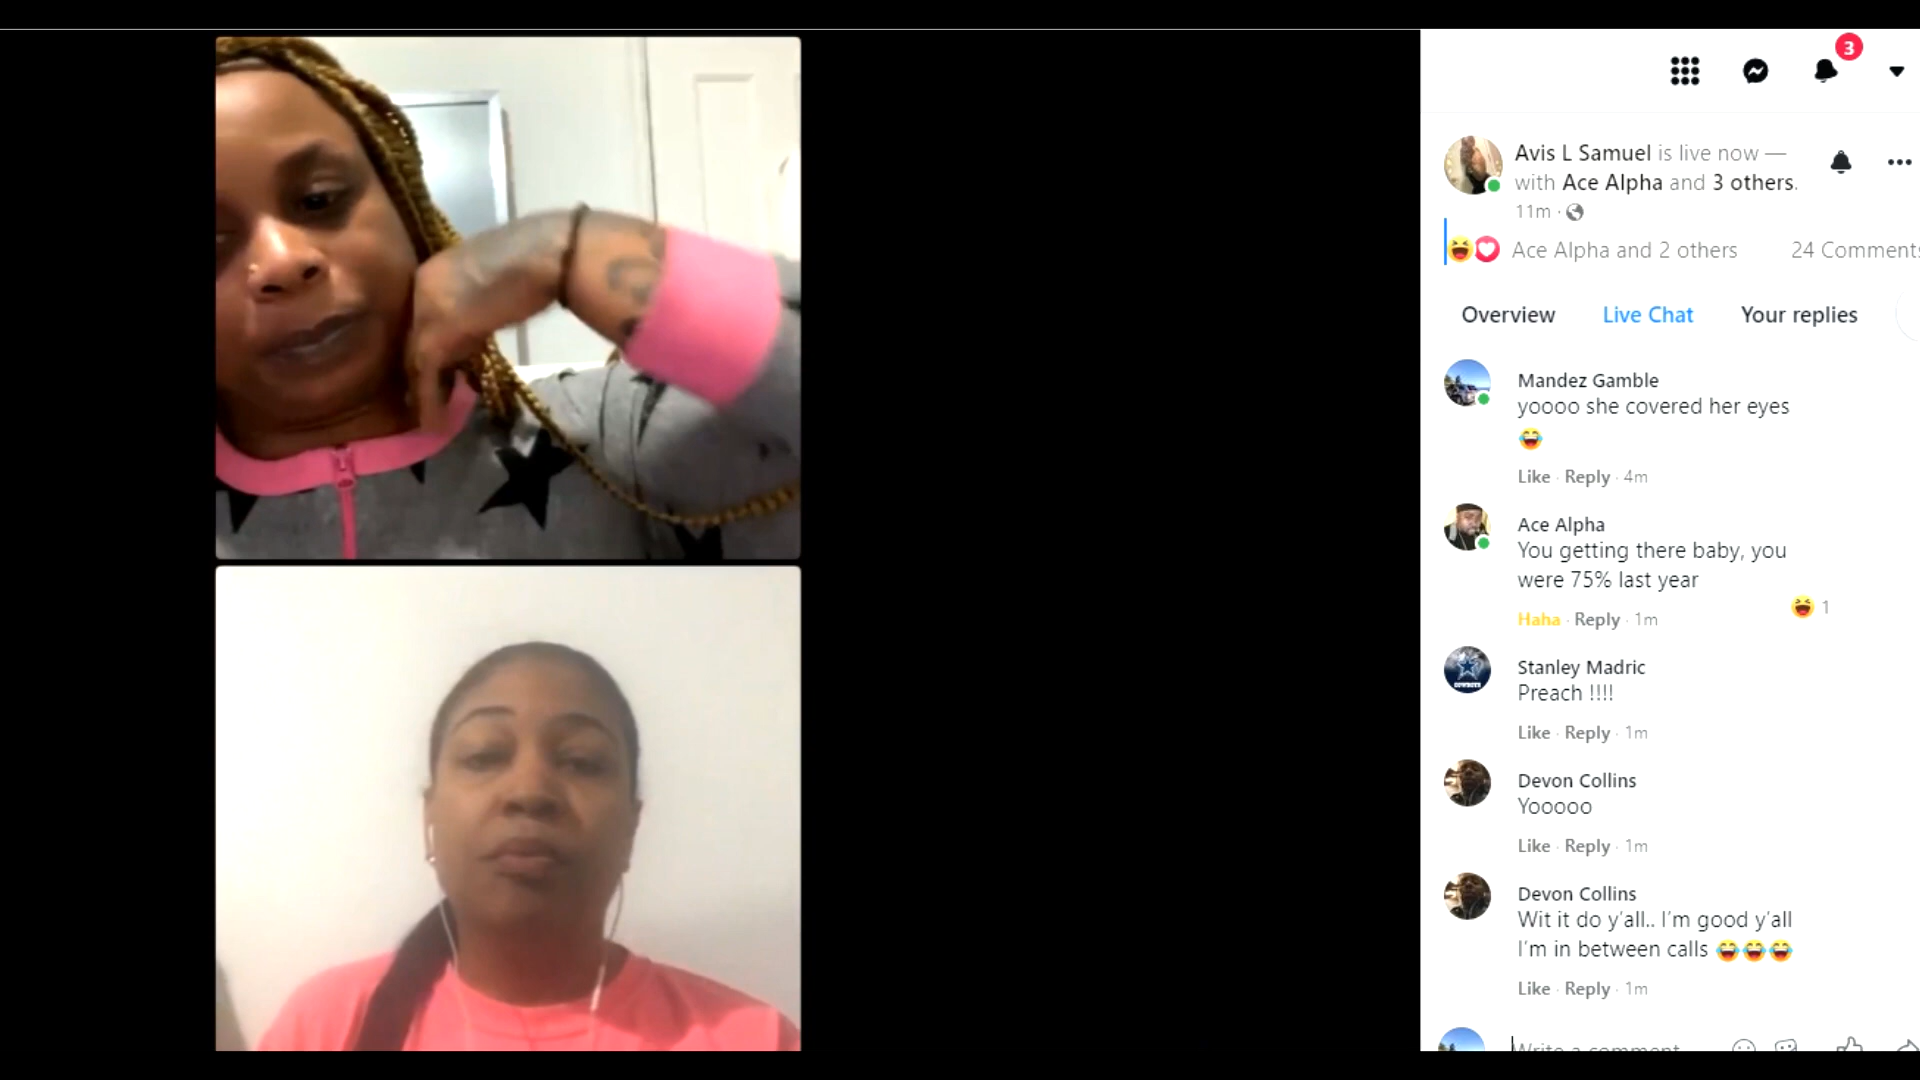 3
Avis L Samuel is live now —
with Ace Alpha and 3 others.
11m ·
Ace Alpha and 2 others 24 Comments
Overview Live Chat Your replies
Mandez Gamble
yoooo she covered her eyes
😂
Like · Reply · 4m
Ace Alpha
You getting there baby, you
were 75% last year
😆 1
Haha · Reply · 1m
Stanley Madric
Preach !!!!
Like · Reply · 1m
Devon Collins
Yooooo
Like · Reply · 1m
Devon Collins
Wit it do y'all.. I'm good y'all
I'm in between calls 😂😂😂
Like · Reply · 1m
Write a comment